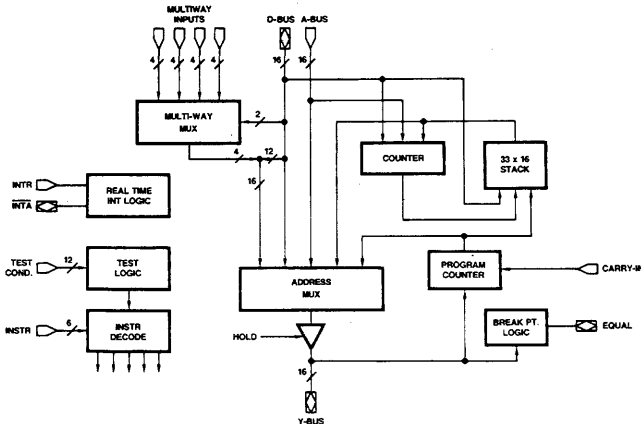 MULTIWAY
INPUTS
D-BUS
A-BUS
4
4
4
4
16
16
MULTI-WAY
MUX
2
4
12
16
COUNTER
33 x 16
STACK
INTR
INTA
REAL TIME
INT LOGIC
TEST
COND.
12
TEST
LOGIC
INSTR
6
INSTR
DECODE
ADDRESS
MUX
HOLD
16
Y-BUS
PROGRAM
COUNTER
CARRY-IN
BREAK PT.
LOGIC
EQUAL